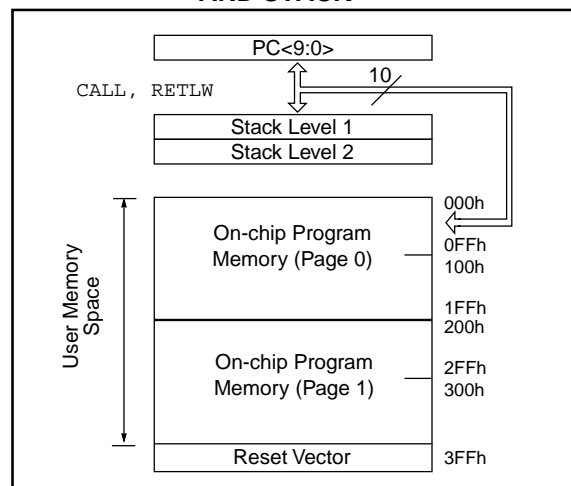 AND STACK
PC<9:0>
10
CALL, RETLW
Stack Level 1
Stack Level 2
User Memory
Space
On-chip Program
Memory (Page 0)
000h
0FFh
100h
1FFh
200h
On-chip Program
Memory (Page 1)
2FFh
300h
Reset Vector
3FFh